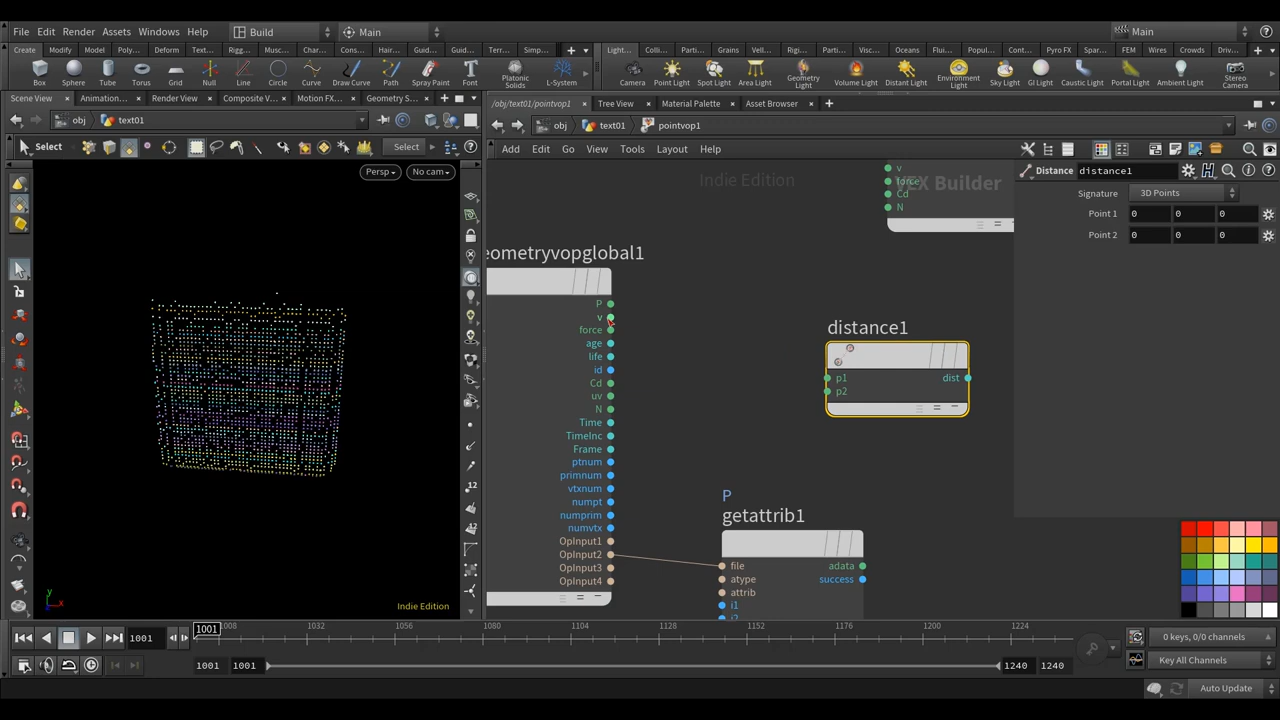 File Edit Render Assets Windows Help Build Main Main
Create Modify Model Poly... Deform Text... Rigg... Musc... Char... Cons... Hair... Guid... Guid... Terr... Simp... Light... Colli... Parti... Grains Vell... Rigi... Parti... Visc... Oceans Flui... Popul... Cont... Pyro FX Spar... FEM Wires Crowds Driv...
Box Sphere Tube Torus Grid Null Line Circle Curve Draw Curve Path Spray Paint Font Platonic Solids L-System Camera Point Light Spot Light Area Light Geometry Light Volume Light Distant Light Environment Light Sky Light GI Light Caustic Light Portal Light Ambient Light Stereo Camera
Scene View Animation... Render View Composite V... Motion FX... Geometry S... /obj/text01/pointvop1 Tree View Material Palette Asset Browser
obj text01 obj text01 pointvop1
Select Select Add Edit Go View Tools Layout Help
Persp No cam
Indie Edition
VEX Builder
v
force
Cd
N
Distance distance1
Signature 3D Points
Point 1 0 0 0
Point 2 0 0 0
eometryvopglobal1
P
v
force
age
life
id
Cd
uv
N
Time
TimeInc
Frame
ptnum
primnum
vtxnum
numpt
numprim
numvtx
OpInput1
OpInput2
OpInput3
OpInput4
distance1
p1 dist
p2
P
getattrib1
file adata
atype success
attrib
i1
i2
Indie Edition
y
x
1001 1001 1008 1032 1056 1080 1104 1128 1152 1176 1200 1224 0 keys, 0/0 channels
1001 1001 1240 1240 Key All Channels
Auto Update